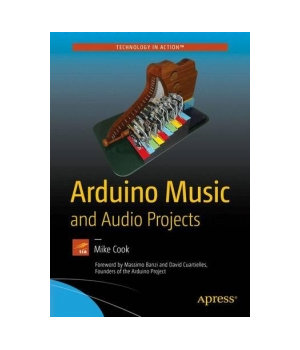 TECHNOLOGY IN ACTION™
Arduino Music
and Audio Projects
Mike Cook
Foreword by Massimo Banzi and David Cuartielles,
Founders of the Arduino Project
Apress®